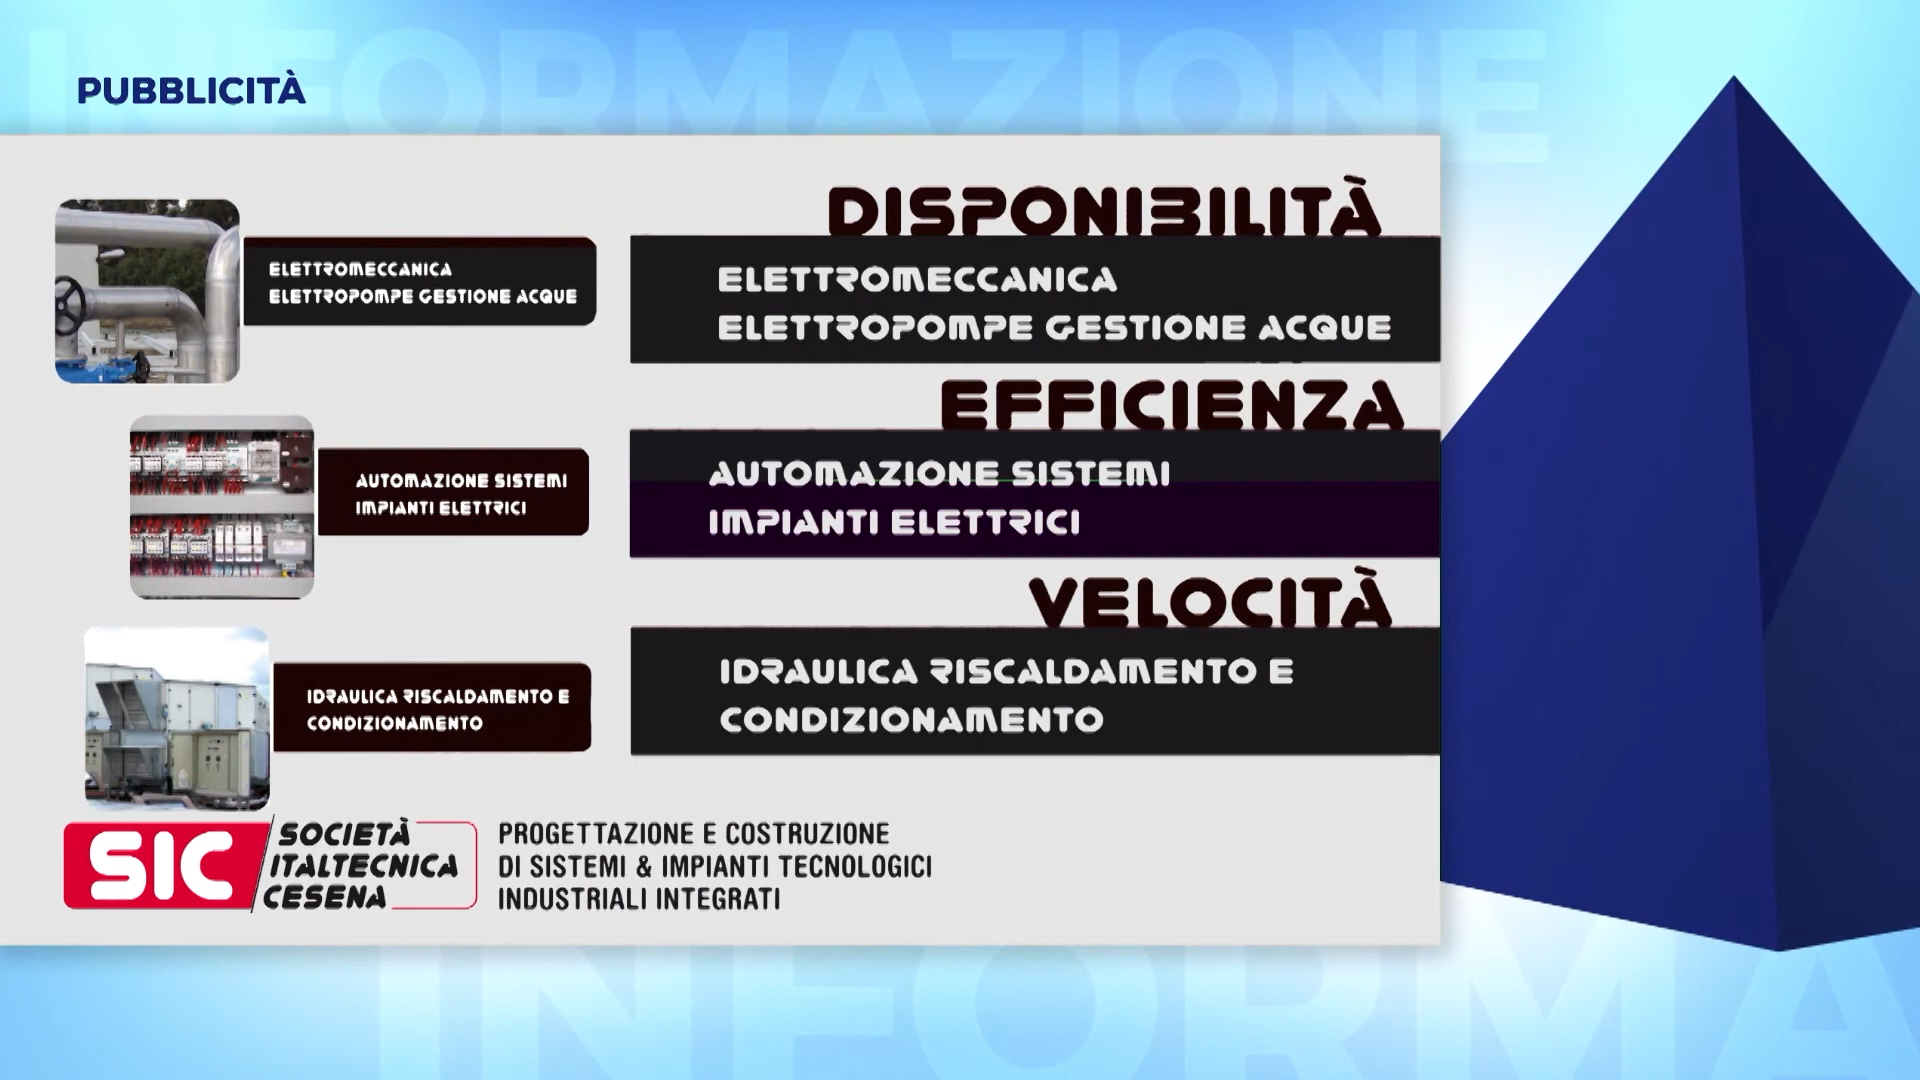 INFORMAZIONE
PUBBLICITÀ
DISPONIBILITÀ
ELETTROMECCANICA
ELETTROPOMPE GESTIONE ACQUE
ELETTROMECCANICA
ELETTROPOMPE GESTIONE ACQUE
EFFICIENZA
AUTOMAZIONE SISTEMI
IMPIANTI ELETTRICI
AUTOMAZIONE SISTEMI
IMPIANTI ELETTRICI
VELOCITÀ
IDRAULICA RISCALDAMENTO E
CONDIZIONAMENTO
IDRAULICA RISCALDAMENTO E
CONDIZIONAMENTO
SIC
SOCIETÀ
ITALTECNICA
CESENA
PROGETTAZIONE E COSTRUZIONE
DI SISTEMI & IMPIANTI TECNOLOGICI
INDUSTRIALI INTEGRATI
INFORMA